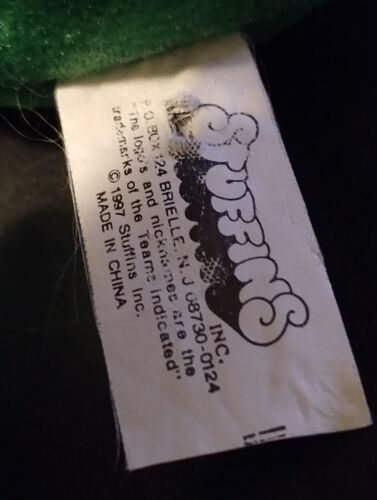 STUFFINS
INC.
P.O. BOX 124 BRIELLE, N.J 08730-0124
"The logo's and nicknames are the
trademarks of the Teams indicated".
© 1997 Stuffins Inc.
MADE IN CHINA